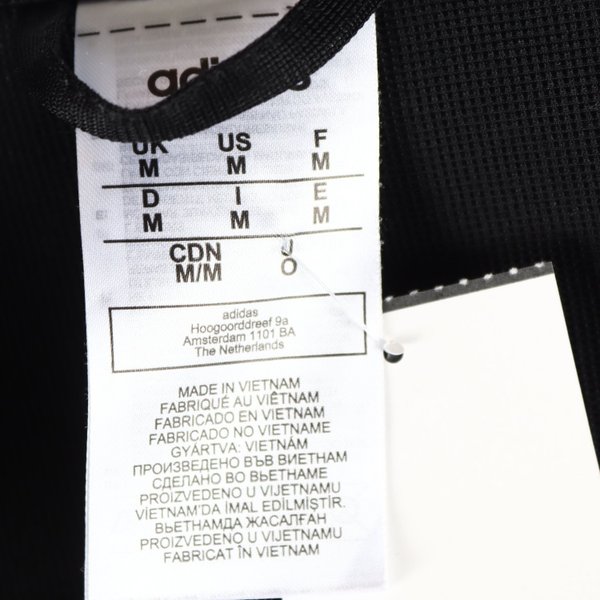 adidas
UK US F
M M M
D I E
M M M
CDN J
M/M O
adidas
Hoogoorddreef 9a
Amsterdam 1101 BA
The Netherlands
MADE IN VIETNAM
FABRIQUÉ AU VIÊTNAM
FABRICADO EN VIETNAM
FABRICADO NO VIETNAME
GYÁRTVA: VIETNÁM
ПРОИЗВЕДЕНО ВЪВ ВИЕТНАМ
СДЕЛАНО ВО ВЬЕТНАМЕ
PROIZVEDENO U VIJETNAMU
VİETNAM'DA İMAL EDİLMİŞTİR.
ВЬЕТНАМДА ЖАСАЛҒАН
PROIZVEDENO U VIJETNAMU
FABRICAT ÎN VIETNAM